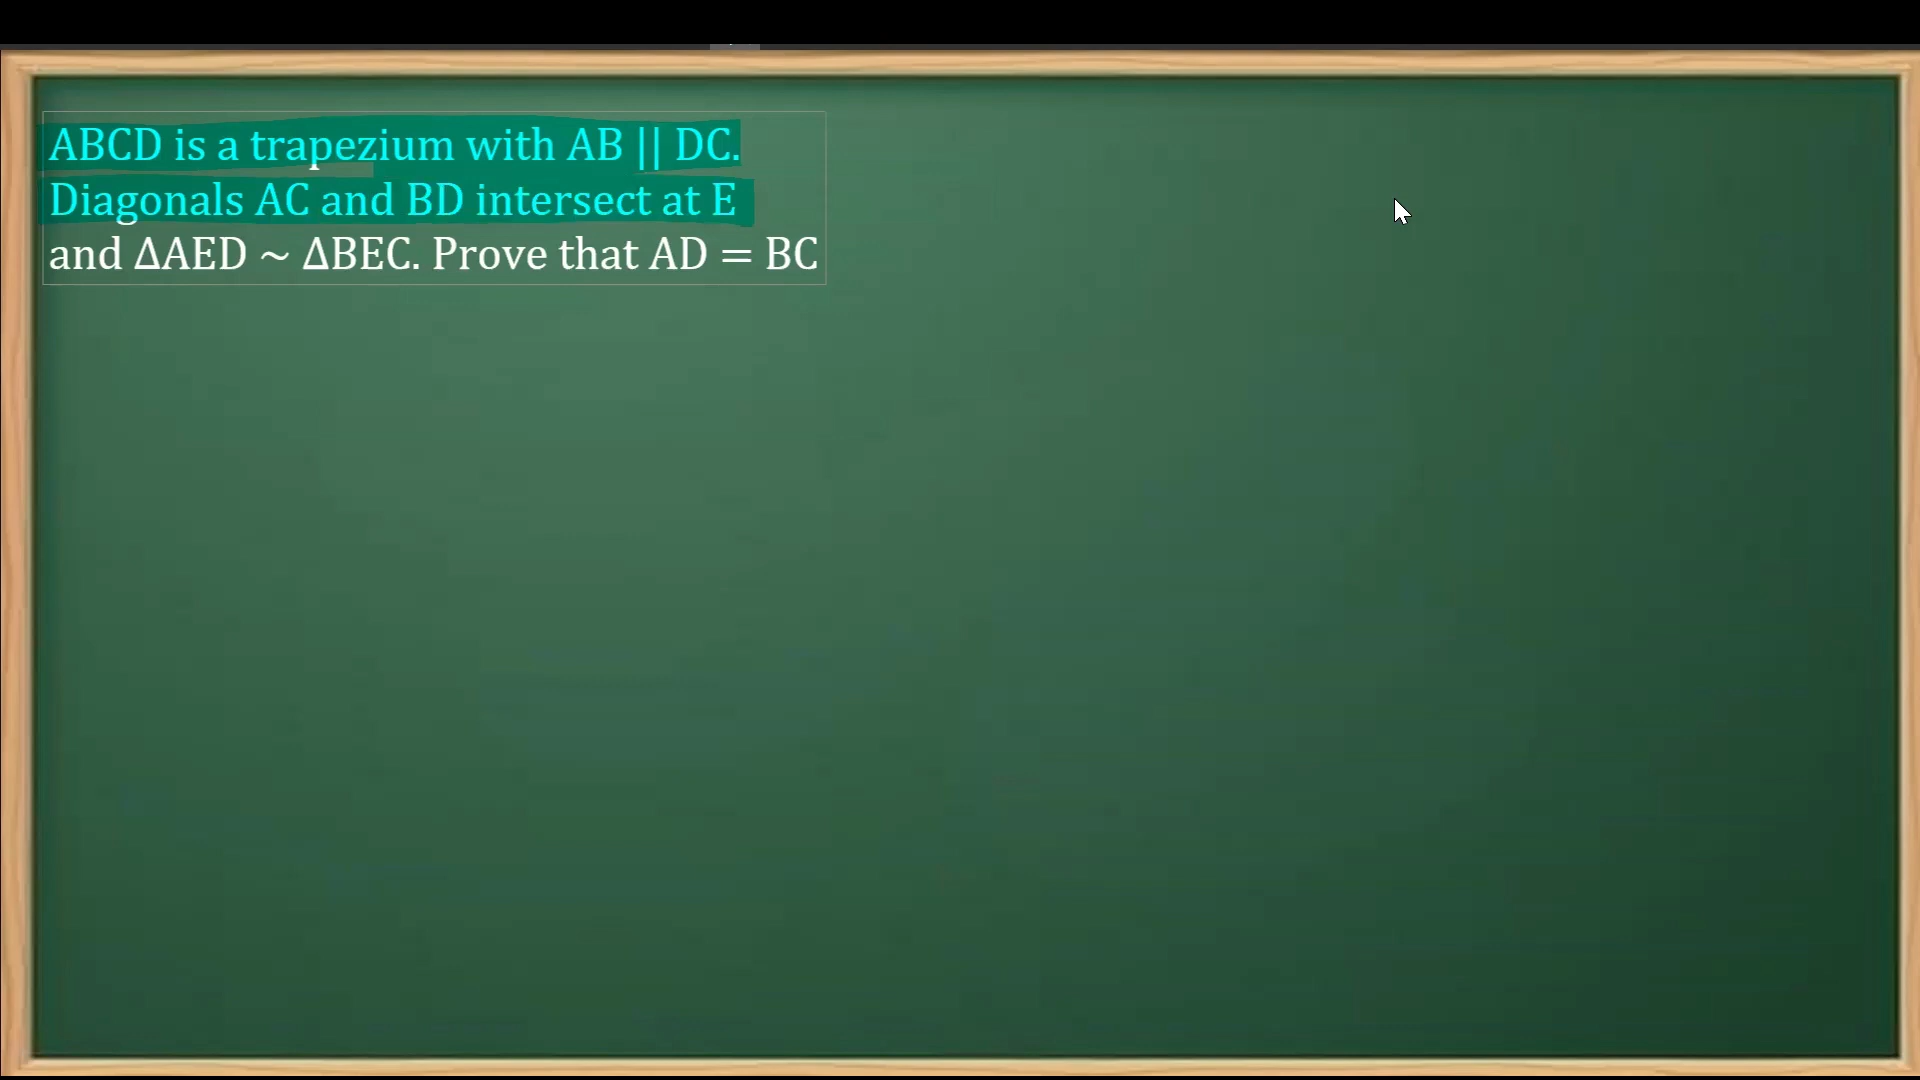 ABCD is a trapezium with AB || DC.
Diagonals AC and BD intersect at E
and ΔAED ~ ΔBEC. Prove that AD = BC